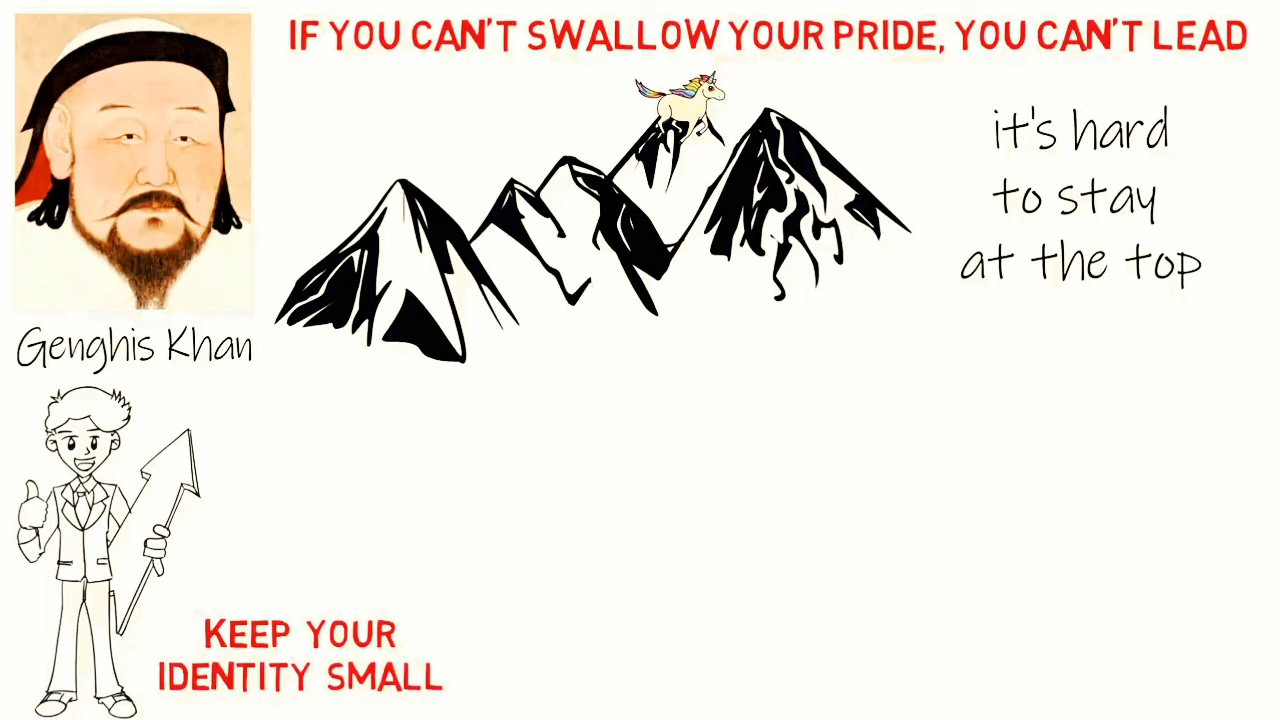 IF YOU CAN'T SWALLOW YOUR PRIDE, YOU CAN'T LEAD
it's hard
to stay
at the top
Genghis Khan
KEEP YOUR
IDENTITY SMALL